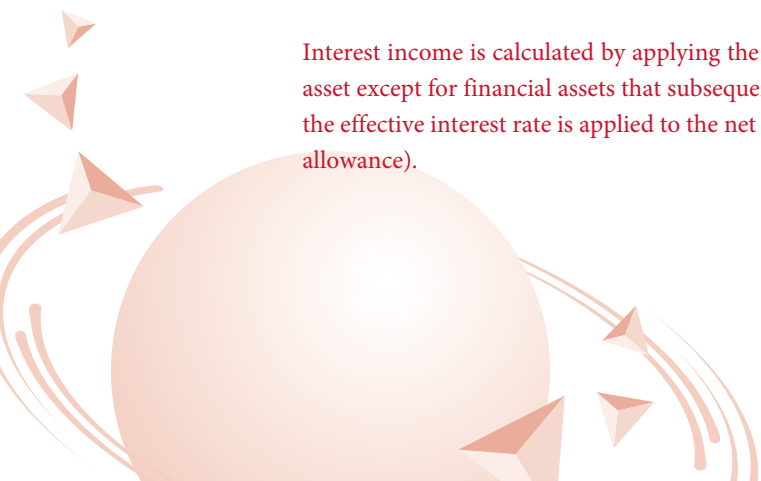 Interest income is calculated by applying the
asset except for financial assets that
the effective interest rate is applied to the net
allowance).